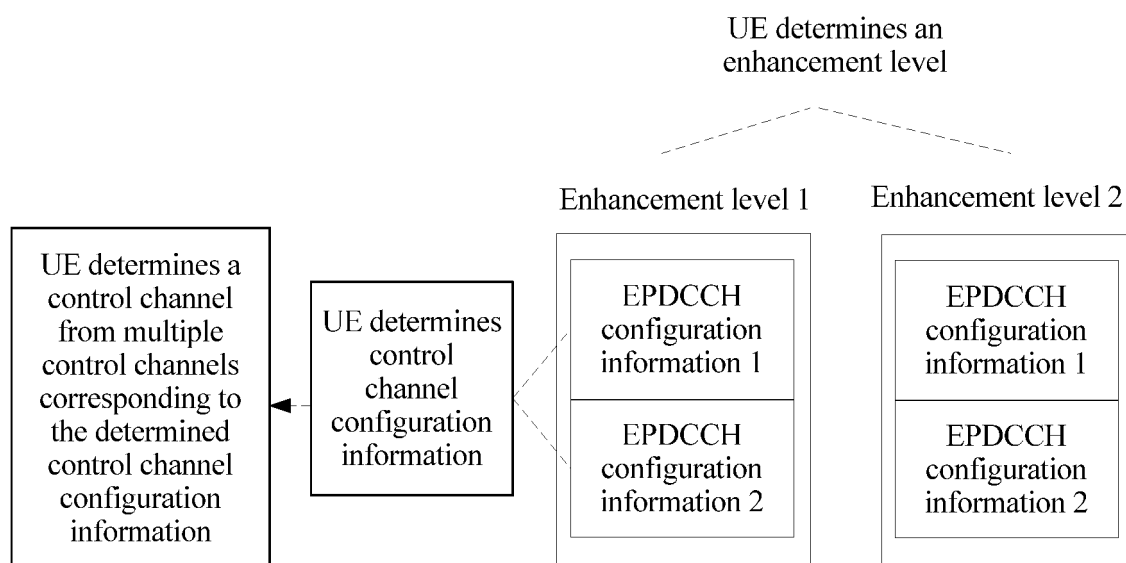 UE determines an
enhancement level
Enhancement level 1
Enhancement level 2
UE determines a
control channel
from multiple
control channels
corresponding to
the determined
control channel
configuration
information
UE determines
control
channel
configuration
information
EPDCCH
configuration
information 1
EPDCCH
configuration
information 2
EPDCCH
configuration
information 1
EPDCCH
configuration
information 2